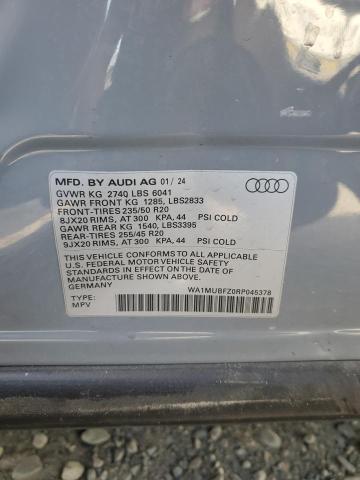 MFD. BY AUDI AG 01/24
GVWR KG 2740 LBS 6041
GAWR FRONT KG 1285, LBS2833
FRONT-TIRES 235/50 R20
8JX20 RIMS, AT 300 KPA, 44 PSI COLD
GAWR REAR KG 1540, LBS3395
REAR-TIRES 255/45 R20
9JX20 RIMS, AT 300 KPA, 44 PSI COLD
THIS VEHICLE CONFORMS TO ALL APPLICABLE
U.S. FEDERAL MOTOR VEHICLE SAFETY
STANDARDS IN EFFECT ON THE DATE OF
MANUFACTURE SHOWN ABOVE.
GERMANY
TYPE:
MPV
WA1MUBFZ0RP045378